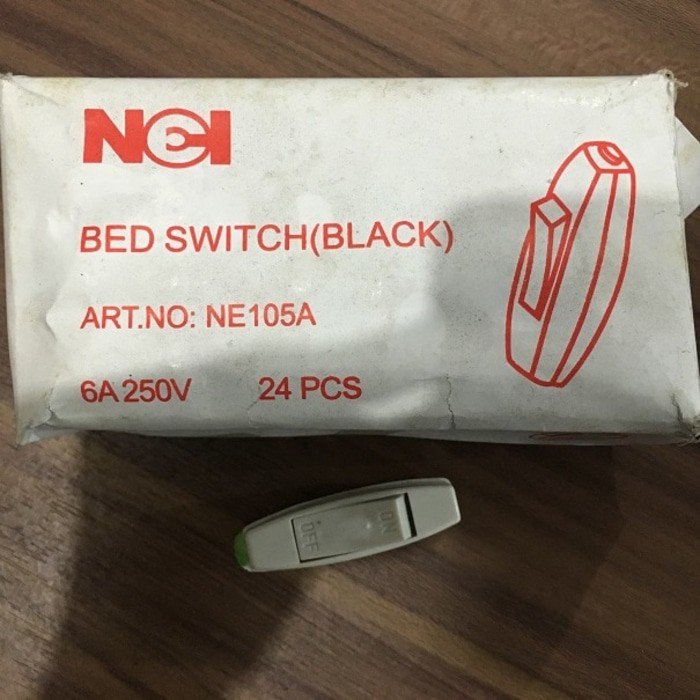 NCI
BED SWITCH(BLACK)
ART.NO: NE105A
6A 250V 24 PCS
OFF ON